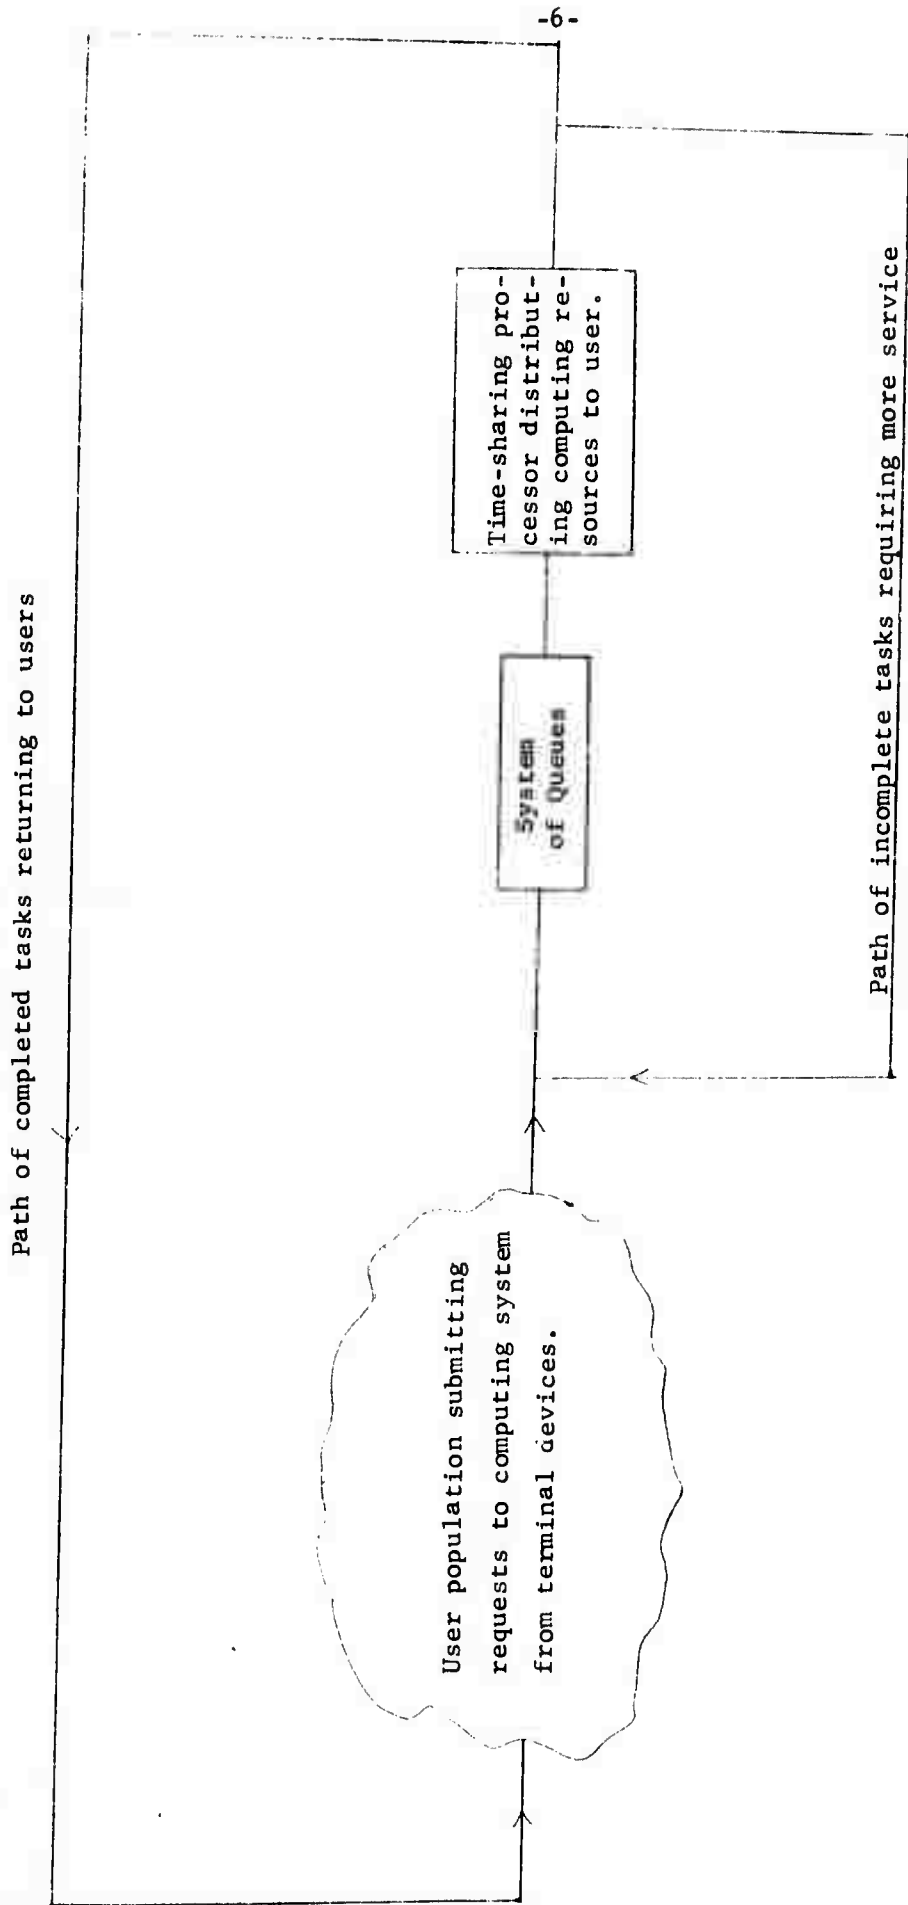 -6-
Path of completed tasks returning to users
User population submitting
requests to computing system
from terminal devices.
System
of Queues
Time-sharing pro-
cessor distribut-
ing computing re-
sources to user.
Path of incomplete tasks requiring more service